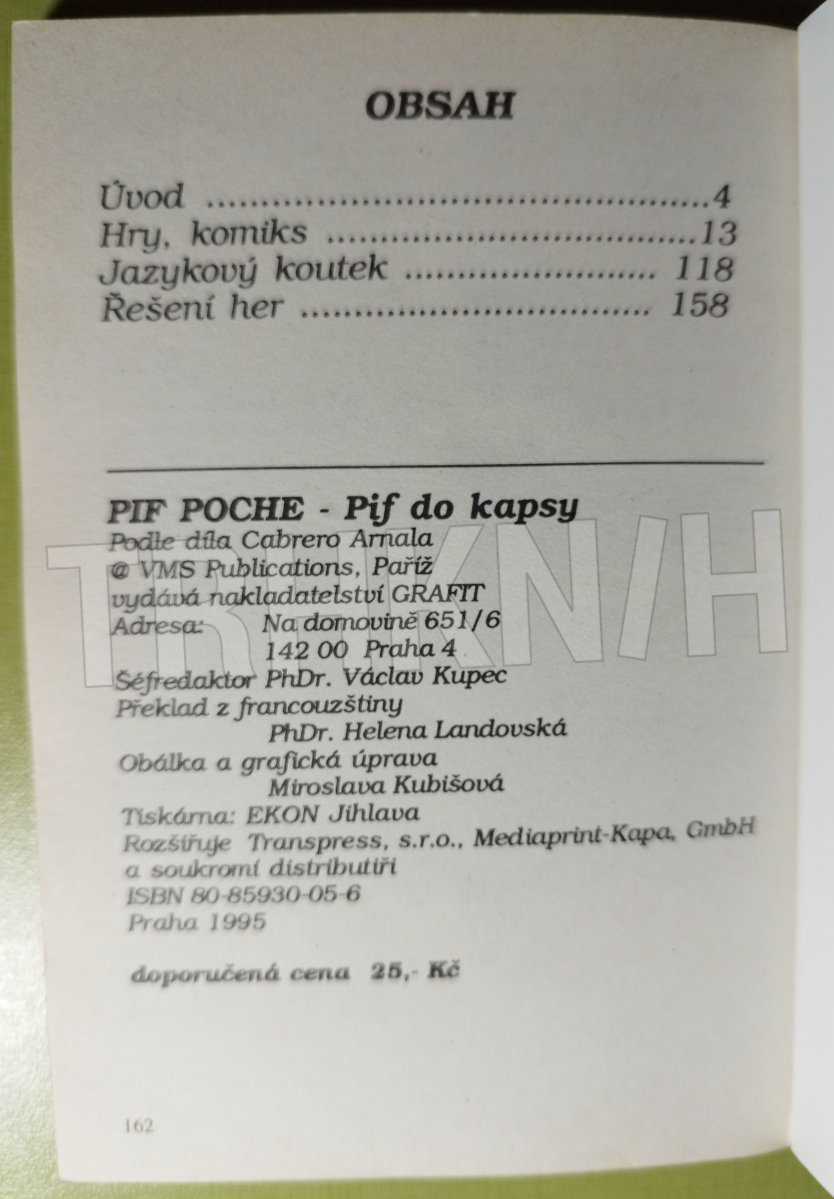 OBSAH
Úvod ........................................................4
Hry, komiks .........................................13
Jazykový koutek ............................ 118
Řešení her ....................................... 158
PIF POCHE - Pif do kapsy
Podle díla Cabrero Arnala
@ VMS Publications, Paříž
vydává nakladatelství GRAFIT
Adresa: Na domovině 651/6
142 00 Praha 4
Šéfredaktor PhDr. Václav Kupec
Překlad z francouzštiny
PhDr. Helena Landovská
Obálka a grafická úprava
Miroslava Kubišová
Tiskárna: EKON Jihlava
Rozšiřuje Transpress, s.r.o., Mediaprint-Kapa, GmbH
a soukromí distributiři
ISBN 80-85930-05-6
Praha 1995
doporučená cena 25,- Kč
162